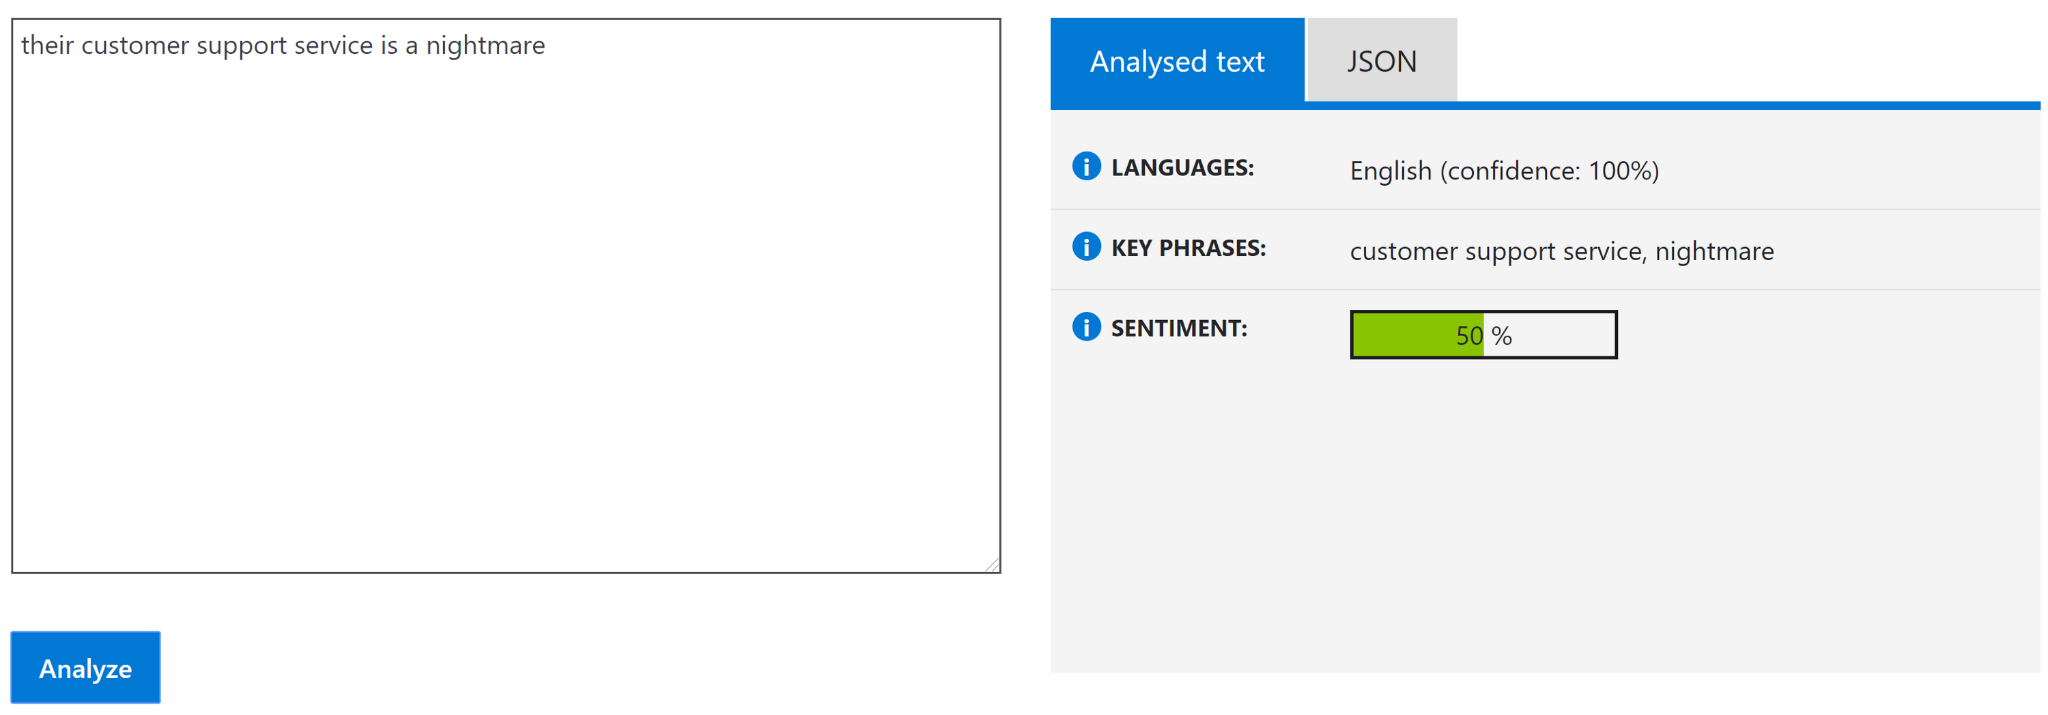 their customer support service is a nightmare
Analyze
Analysed text
JSON
LANGUAGES: English (confidence: 100%)
KEY PHRASES: customer support service, nightmare
SENTIMENT: 50 %